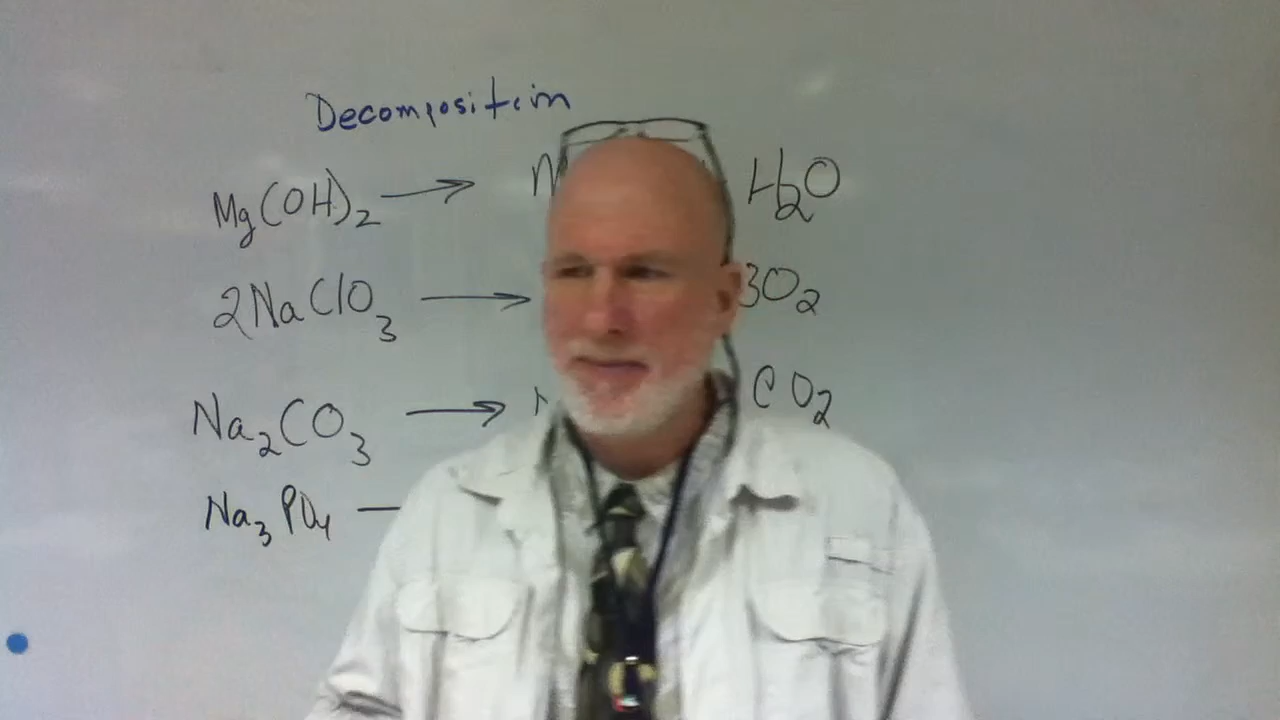 Decomposition
Mg(OH)₂ → H₂O
2NaClO₃ → 3O₂
Na₂CO₃ → CO₂
Na₃PO₄ —